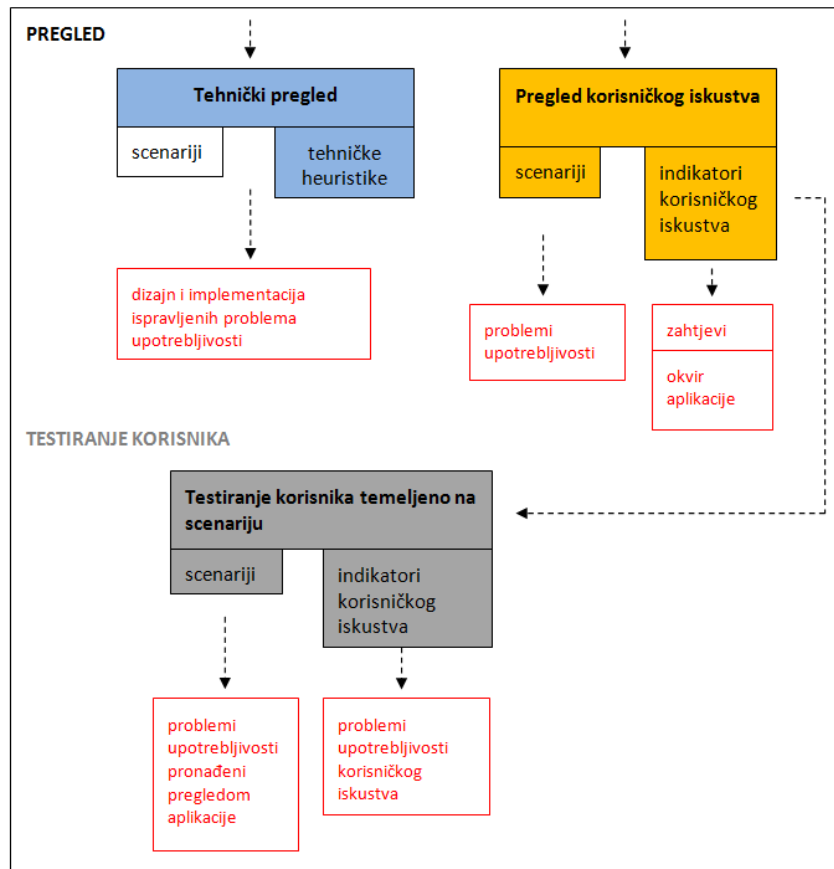 PREGLED
Tehnički pregled
scenariji
tehničke
heuristike
dizajn i implementacija
ispravljenih problema
upotrebljivosti
Pregled korisničkog iskustva
scenariji
indikatori
korisničkog
iskustva
problemi
upotrebljivosti
zahtjevi
okvir
aplikacije
TESTIRANJE KORISNIKA
Testiranje korisnika temeljeno na
scenariju
scenariji
indikatori
korisničkog
iskustva
problemi
upotrebljivosti
pronađeni
pregledom
aplikacije
problemi
upotrebljivosti
korisničkog
iskustva